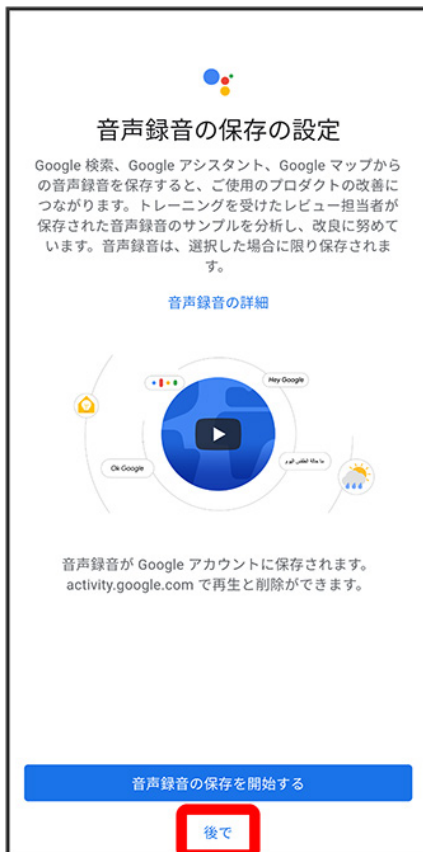 音声録音の保存の設定
Google 検索、Google アシスタント、Google マップから
の音声録音を保存すると、ご使用のプロダクトの改善に
つながります。トレーニングを受けたレビュー担当者が
保存された音声録音のサンプルを分析し、改良に努めて
います。音声録音は、選択した場合に限り保存されま
す。
音声録音の詳細
Hey Google
Ok Google
ما حالة الطقس اليوم
音声録音が Google アカウントに保存されます。
activity.google.com で再生と削除ができます。
音声録音の保存を開始する
後で